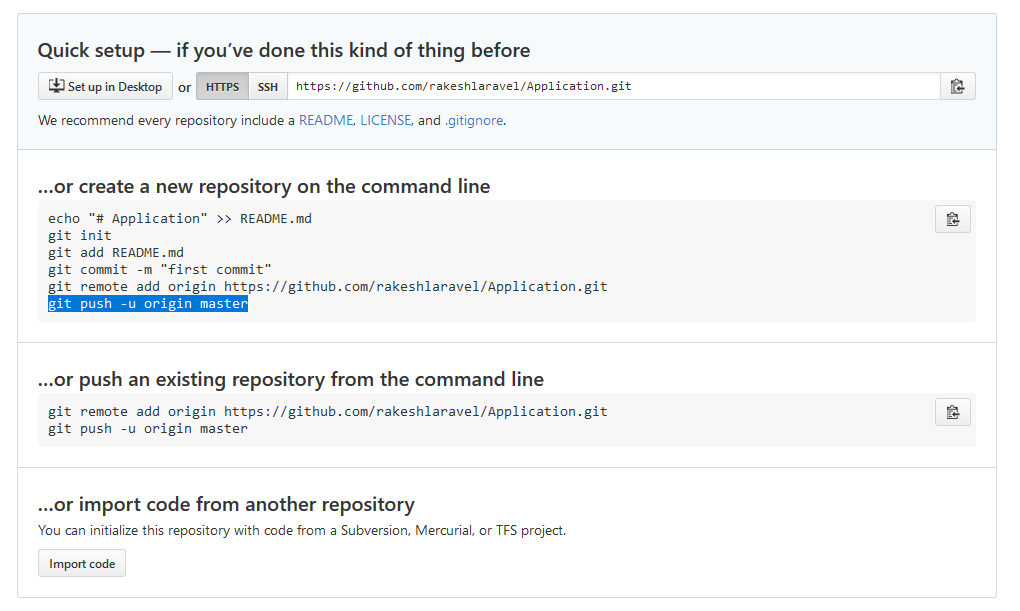 Quick setup — if you’ve done this kind of thing before
Set up in Desktop or HTTPS SSH https://github.com/rakeshlaravel/Application.git
We recommend every repository include a README, LICENSE, and .gitignore.
…or create a new repository on the command line
echo "# Application" >> README.md
git init
git add README.md
git commit -m "first commit"
git remote add origin https://github.com/rakeshlaravel/Application.git
git push -u origin master
…or push an existing repository from the command line
git remote add origin https://github.com/rakeshlaravel/Application.git
git push -u origin master
…or import code from another repository
You can initialize this repository with code from a Subversion, Mercurial, or TFS project.
Import code